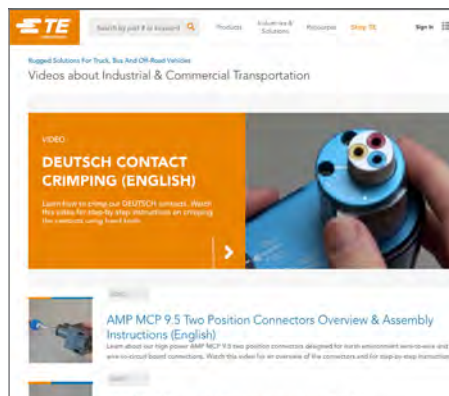 TE
Search by part # or keyword
Products
Industries & Solutions
Resources
Shop TE
Sign In
Rugged Solutions For Truck, Bus And Off-Road Vehicles
Videos about Industrial & Commercial Transportation
VIDEO
DEUTSCH CONTACT
CRIMPING (ENGLISH)
Learn how to crimp our DEUTSCH contacts. Watch
this video for step-by-step instructions on crimping
the contacts using hand tools.
AMP MCP 9.5 Two Position Connectors Overview & Assembly
Instructions (English)
Learn about our high power AMP MCP 9.5 two position connectors designed for harsh environment wire-to-wire and
wire-to-circuit board connections. Watch this video for an overview of the connectors and for step-by-step instruction